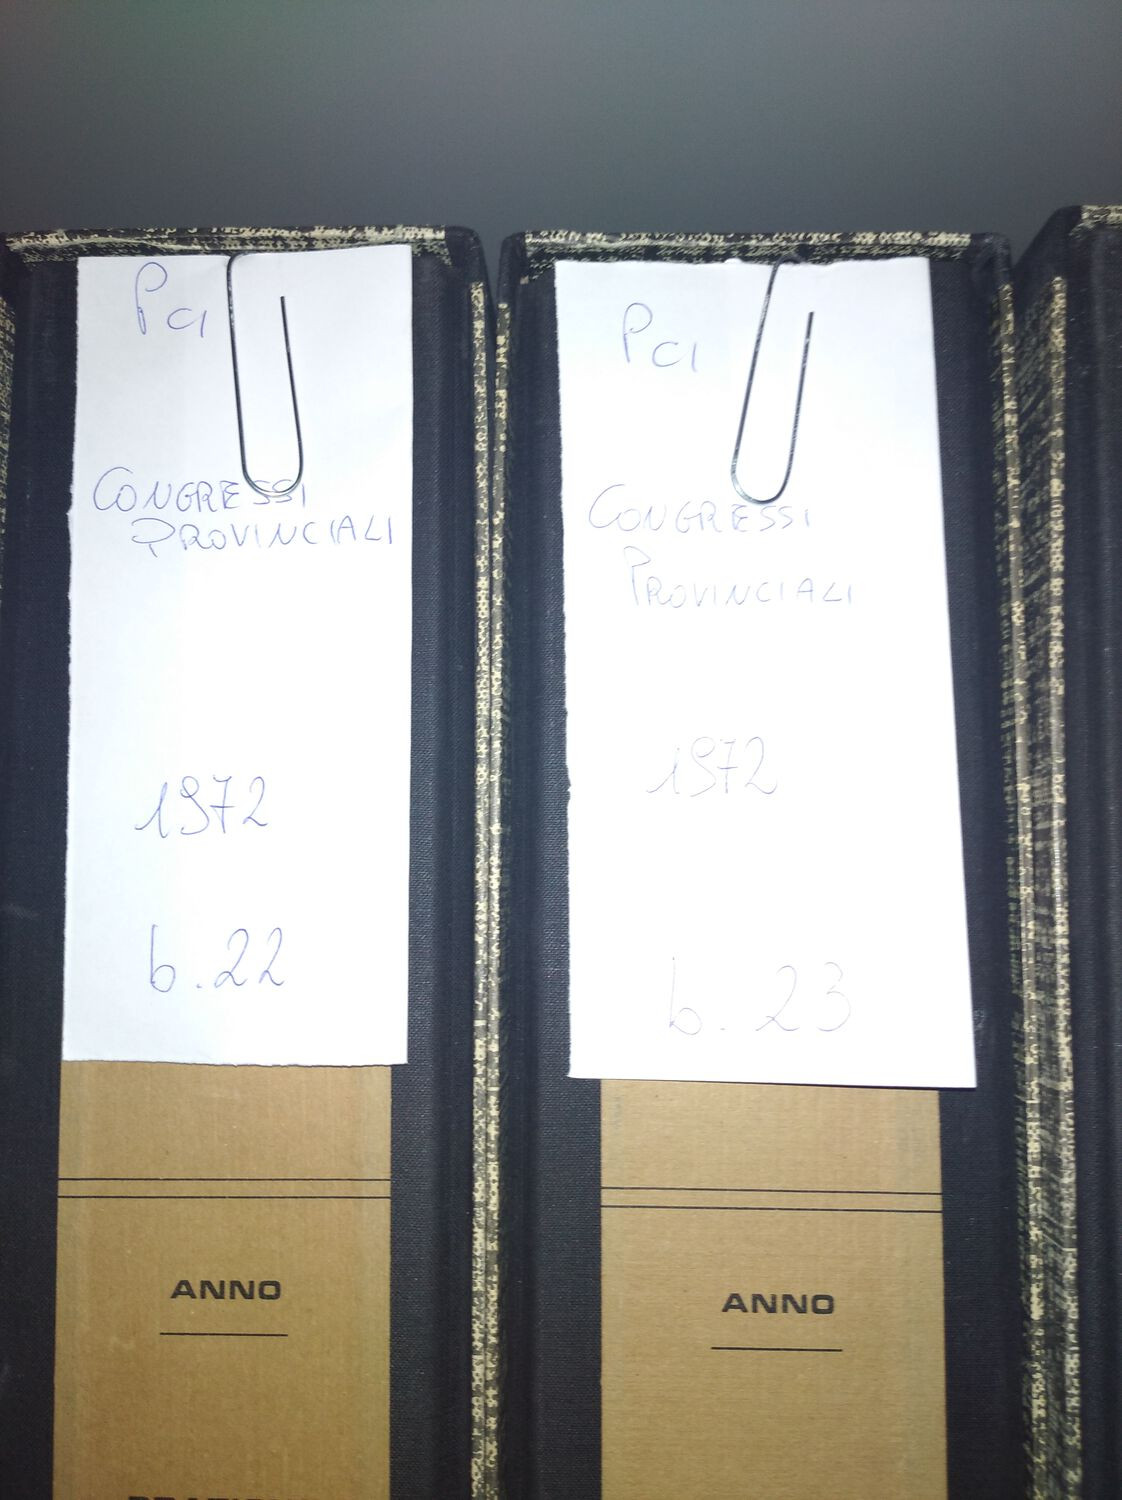 PCI
CONGRESSI
PROVINCIALI
1972
b.22
ANNO
PCI
CONGRESSI
PROVINCIALI
1972
b. 23
ANNO